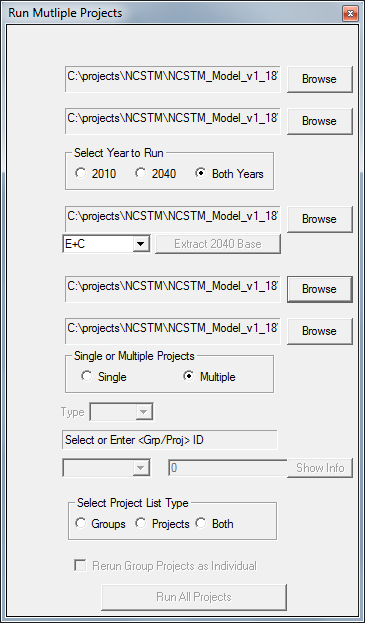 Run Mutliple Projects
C:\projects\NCSTM\NCSTM_Model_v1_18\ Browse
C:\projects\NCSTM\NCSTM_Model_v1_18\ Browse
Select Year to Run
2010 2040 Both Years
C:\projects\NCSTM\NCSTM_Model_v1_18\ Browse
E+C Extract 2040 Base
C:\projects\NCSTM\NCSTM_Model_v1_18\ Browse
C:\projects\NCSTM\NCSTM_Model_v1_18\ Browse
Single or Multiple Projects
Single Multiple
Type
Select or Enter <Grp/Proj> ID
0 Show Info
Select Project List Type
Groups Projects Both
Rerun Group Projects as Individual
Run All Projects